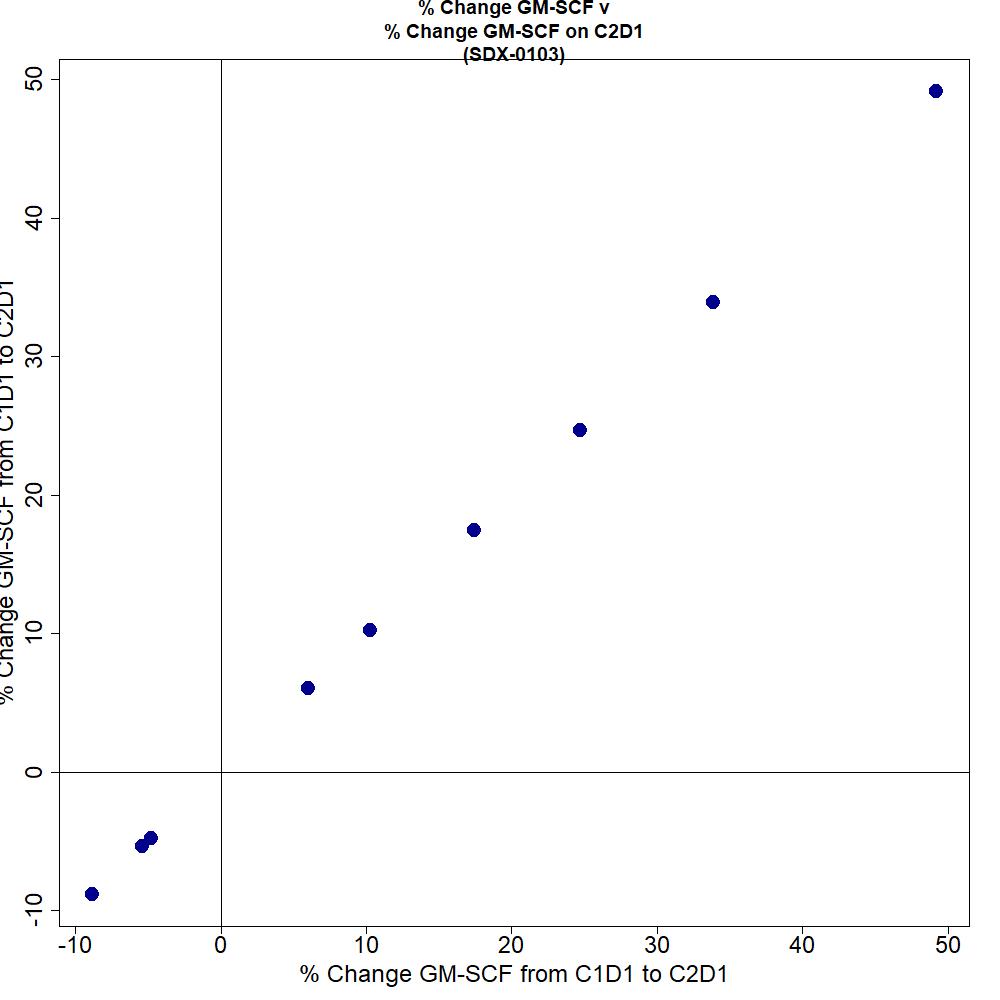 % Change GM-SCF v
% Change GM-SCF on C2D1
(SDX-0103)
% Change GM-SCF from C1D1 to C2D1
50
40
30
20
10
0
-10
-10 0 10 20 30 40 50
% Change GM-SCF from C1D1 to C2D1